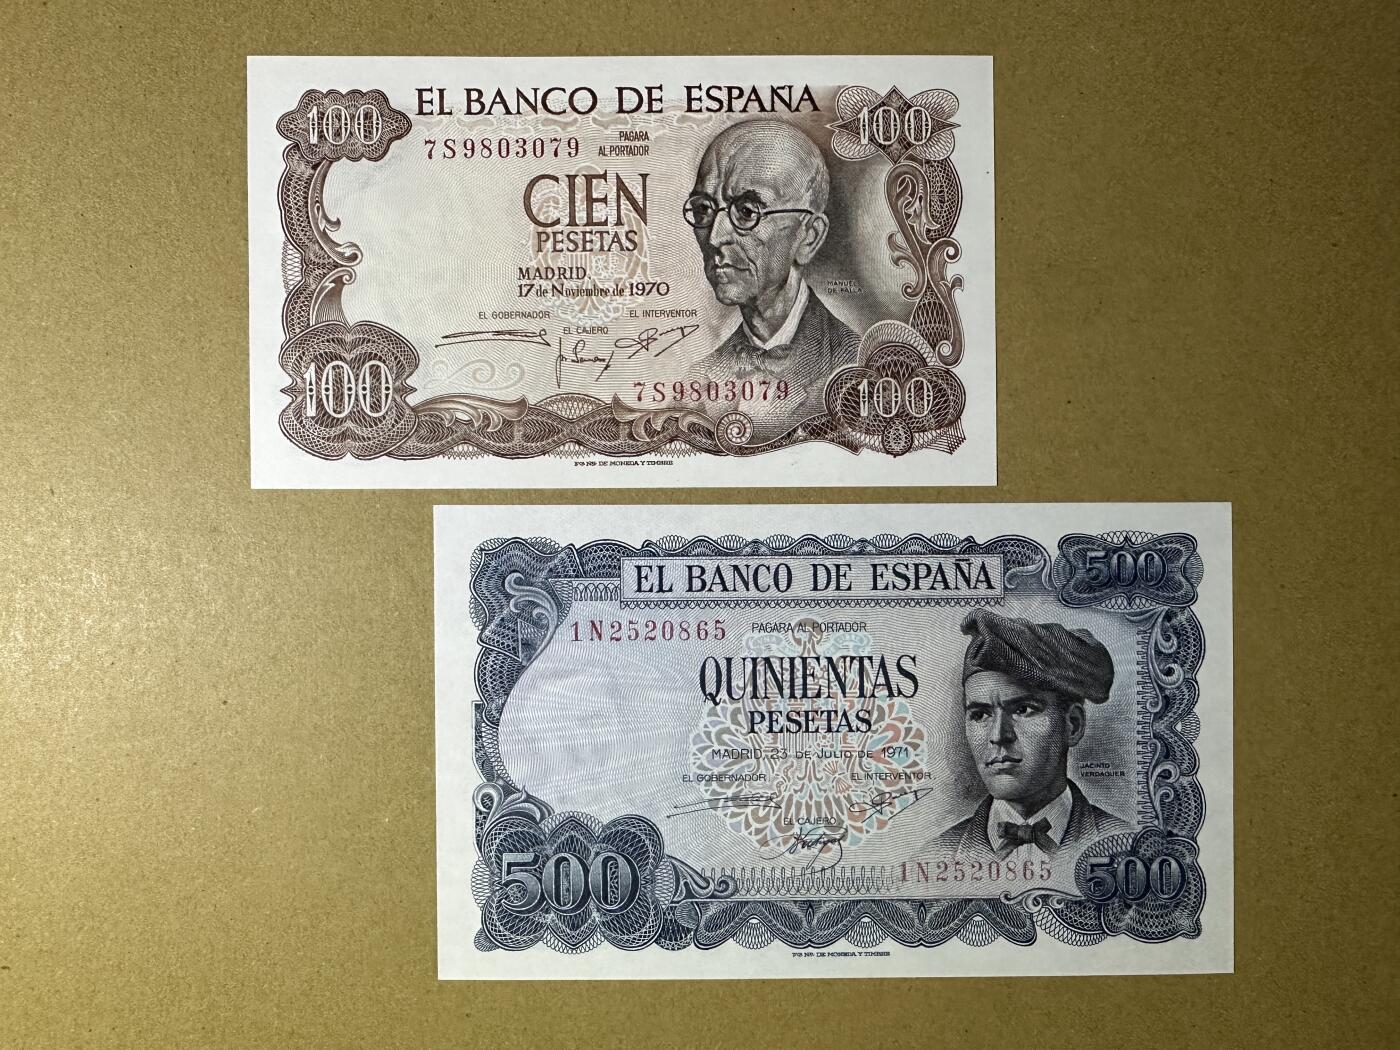 EL BANCO DE ESPAÑA
100
100
7S9803079
PAGARA
AL PORTADOR
CIEN
PESETAS
MADRID,
17 de Noviembre de 1970
MANUEL
DE FALLA
EL GOBERNADOR
EL INTERVENTOR
EL CAJERO
7S9803079
100
100
FCA NAL DE MONEDA Y TIMBRE
EL BANCO DE ESPAÑA
500
1N2520865
PAGARA AL PORTADOR
QUINIENTAS
PESETAS
MADRID, 23 DE JULIO DE 1971
JACINTO
VERDAGUER
EL GOBERNADOR
EL INTERVENTOR
EL CAJERO
1N2520865
500
500
FCA NAL DE MONEDA Y TIMBRE